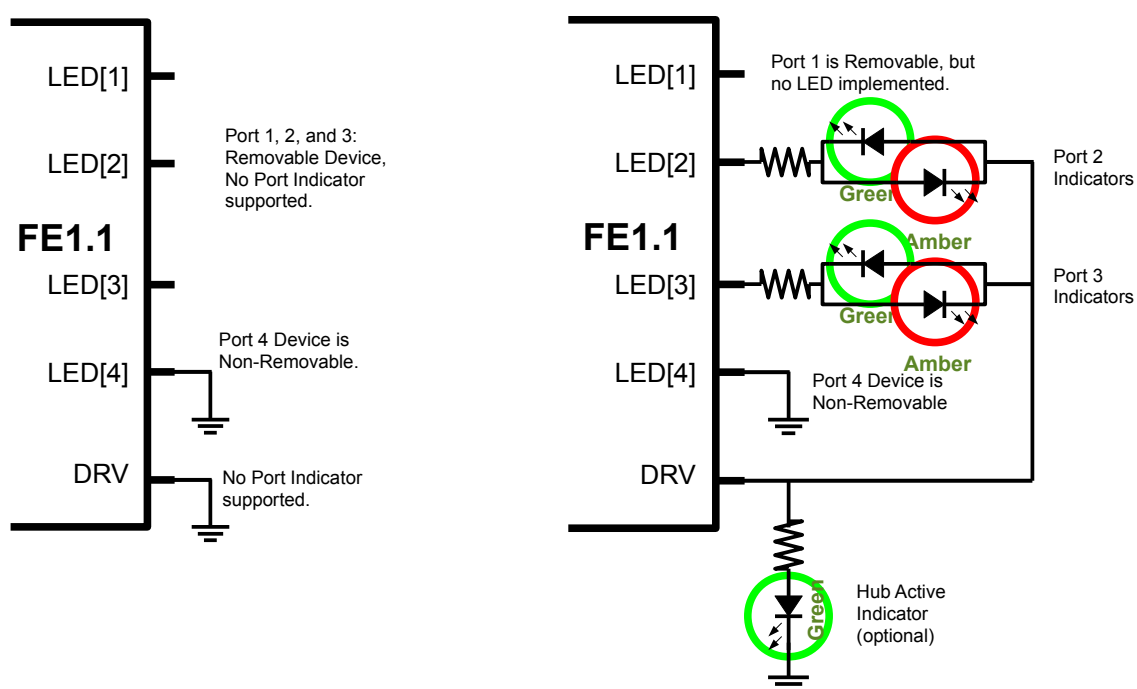 LED[1]
LED[2]
FE1.1
LED[3]
LED[4]
DRV
Port 1, 2, and 3:
Removable Device,
No Port Indicator
supported.
Port 4 Device is
Non-Removable.
No Port Indicator
supported.
LED[1]
LED[2]
FE1.1
LED[3]
LED[4]
DRV
Port 1 is Removable, but
no LED implemented.
Green
Amber
Port 2
Indicators
Green
Amber
Port 3
Indicators
Port 4 Device is
Non-Removable
Green
Hub Active
Indicator
(optional)